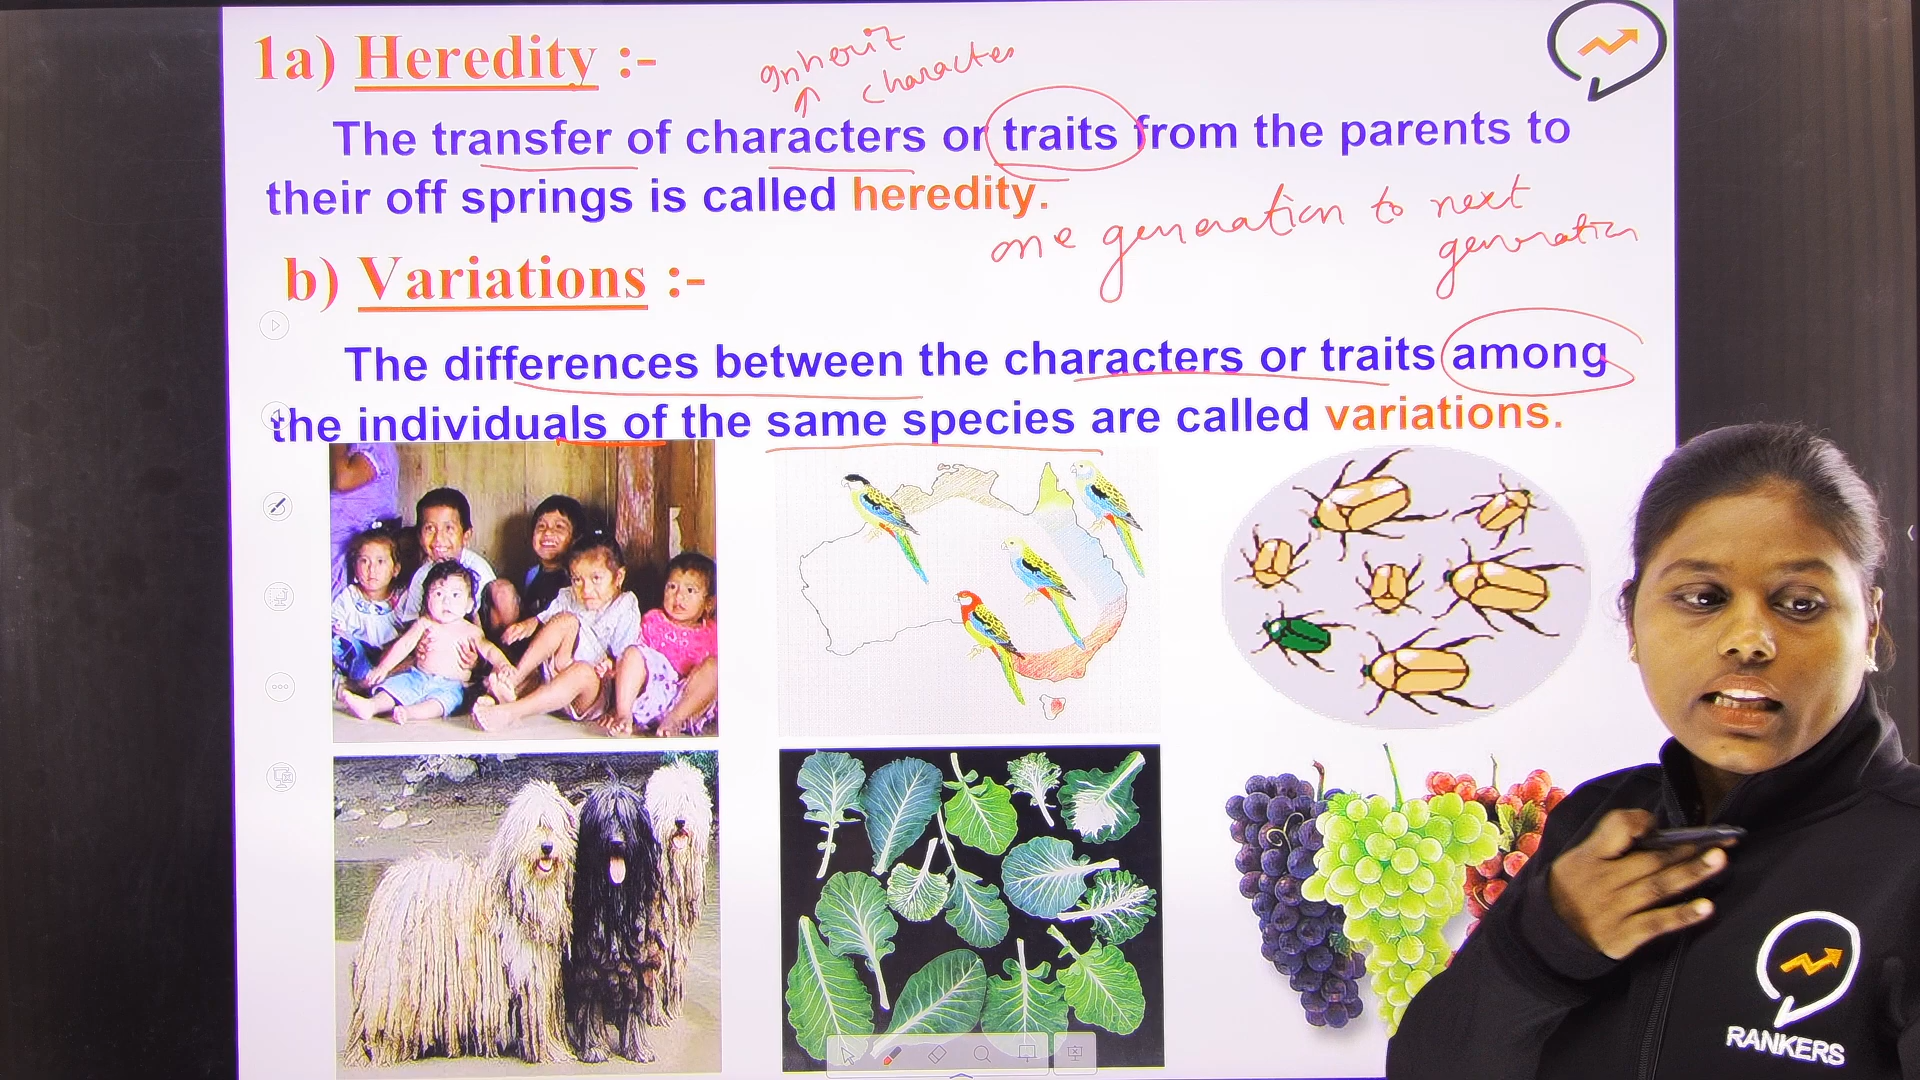 1a) Heredity :-
Inherit
character
The transfer of characters or traits from the parents to
their off springs is called heredity.
one generation to next
generation
b) Variations :-
The differences between the characters or traits among
the individuals of the same species are called variations.
RANKERS